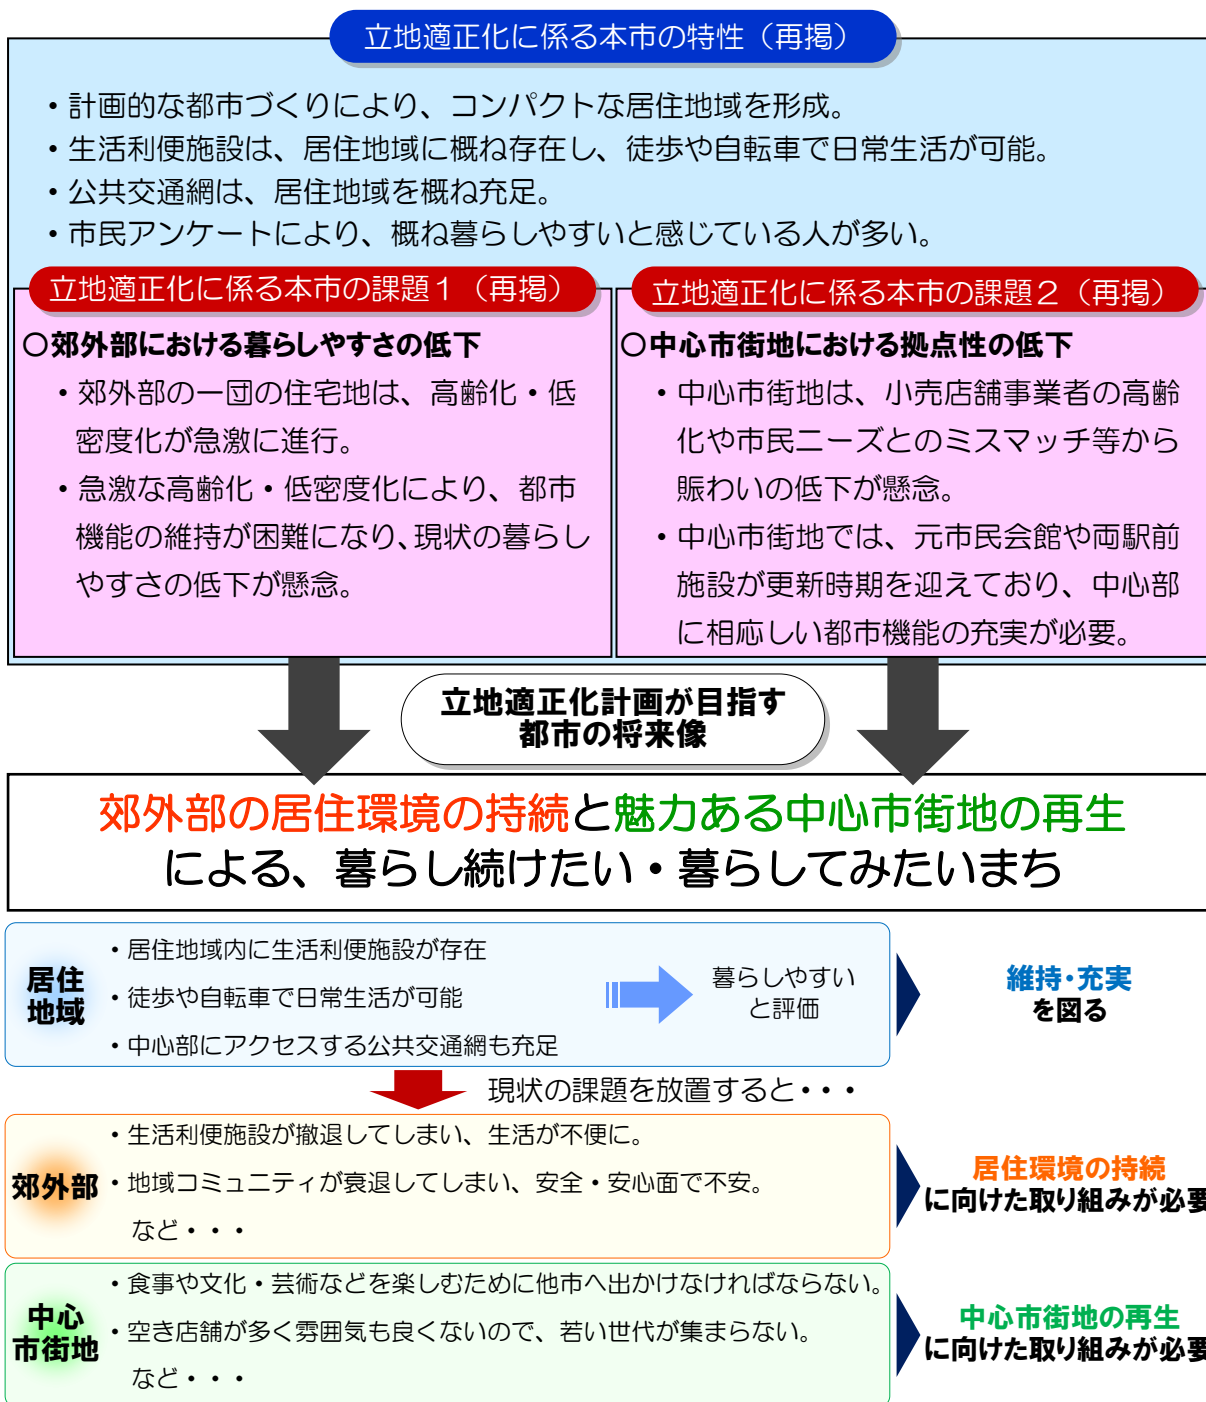 立地適正化に係る本市の特性（再掲）
・計画的な都市づくりにより、コンパクトな居住地域を形成。
・生活利便施設は、居住地域に概ね存在し、徒歩や自転車で日常生活が可能。
・公共交通網は、居住地域を概ね充足。
・市民アンケートにより、概ね暮らしやすいと感じている人が多い。
立地適正化に係る本市の課題１（再掲）
○郊外部における暮らしやすさの低下
・郊外部の一団の住宅地は、高齢化・低
密度化が急激に進行。
・急激な高齢化・低密度化により、都市
機能の維持が困難になり、現状の暮らし
やすさの低下が懸念。
立地適正化に係る本市の課題２（再掲）
○中心市街地における拠点性の低下
・中心市街地は、小売店舗事業者の高齢
化や市民ニーズとのミスマッチ等から
賑わいの低下が懸念。
・中心市街地では、元市民会館や両駅前
施設が更新時期を迎えており、中心部
に相応しい都市機能の充実が必要。
立地適正化計画が目指す
都市の将来像
郊外部の居住環境の持続と魅力ある中心市街地の再生
による、暮らし続けたい・暮らしてみたいまち
居住
地域
・居住地域内に生活利便施設が存在
・徒歩や自転車で日常生活が可能
・中心部にアクセスする公共交通網も充足
暮らしやすい
と評価
維持・充実
を図る
現状の課題を放置すると・・・
郊外部
・生活利便施設が撤退してしまい、生活が不便に。
・地域コミュニティが衰退してしまい、安全・安心面で不安。
など・・・
居住環境の持続
に向けた取り組みが必要
中心
市街地
・食事や文化・芸術などを楽しむために他市へ出かけなければならない。
・空き店舗が多く雰囲気も良くないので、若い世代が集まらない。
など・・・
中心市街地の再生
に向けた取り組みが必要